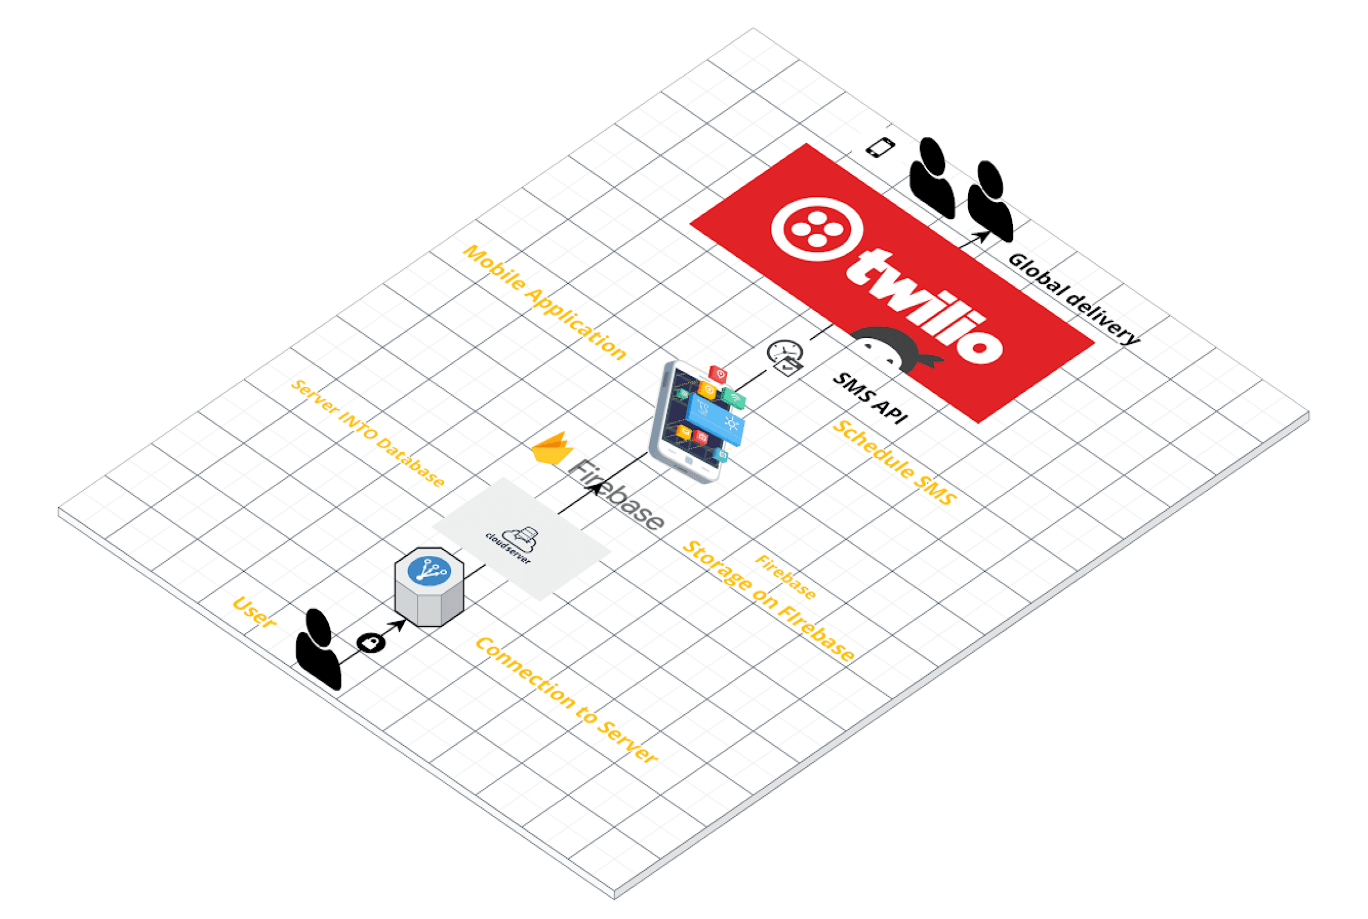 twilio
Global delivery
Mobile Application
SMS API
Schedule SMS
Server INTO Database
Firebase
cloudserver
Firebase
Storage on FIrebase
User
Connection to Server